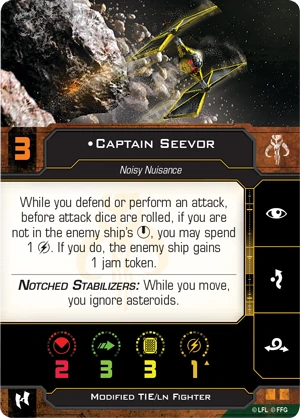 •Captain Seevor
3
Noisy Nuisance
While you defend or perform an attack,
before attack dice are rolled, if you are
not in the enemy ship's , you may spend
1 . If you do, the enemy ship gains
1 jam token.
Notched Stabilizers: While you move,
you ignore asteroids.
2 3 3 1
Modified TIE/ln Fighter
© LFL © FFG